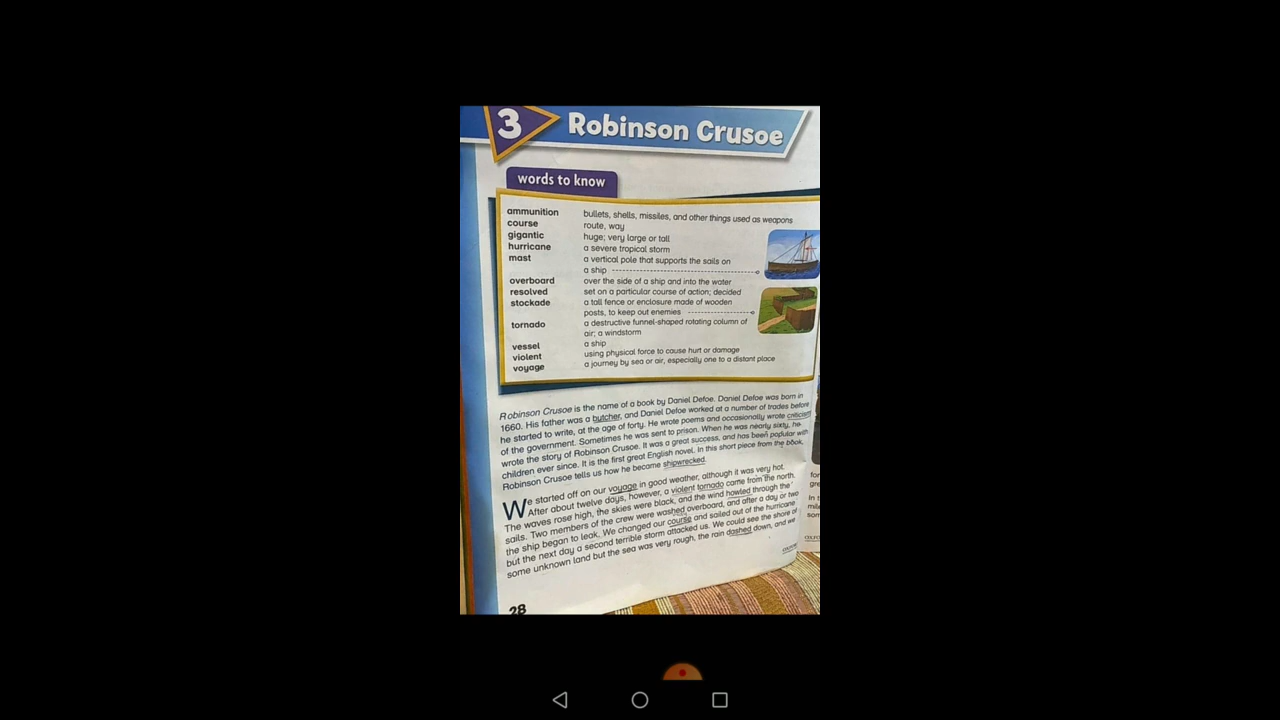 3
Robinson Crusoe
words to know
ammunition bullets, shells, missiles, and other things used as weapons
course route, way
gigantic huge; very large or tall
hurricane a severe tropical storm
mast a vertical pole that supports the sails on
a ship
overboard over the side of a ship and into the water
resolved set on a particular course of action; decided
stockade a tall fence or enclosure made of wooden
posts, to keep out enemies
tornado a destructive funnel-shaped rotating column of
air; a windstorm
vessel a ship
violent using physical force to cause hurt or damage
voyage a journey by sea or air, especially one to a distant place
Robinson Crusoe is the name of a book by Daniel Defoe. Daniel Defoe was born in
1660. His father was a butcher, and Daniel Defoe worked at a number of trades before
he started to write, at the age of forty. He wrote poems and occasionally wrote criticism
of the government. Sometimes he was sent to prison. When he was nearly sixty, he
wrote the story of Robinson Crusoe. It was a great success, and has been popular with
children ever since. It is the first great English novel. In this short piece from the book,
Robinson Crusoe tells us how he became shipwrecked.
We started off on our voyage in good weather, although it was very hot.
After about twelve days, however, a violent tornado came from the north.
The waves rose high, the skies were black, and the wind howled through the
sails. Two members of the crew were washed overboard, and after a day or two
the ship began to leak. We changed our course and sailed out of the hurricane
but the next day a second terrible storm attacked us. We could see the shore of
some unknown land but the sea was very rough, the rain dashed down, and we
28
for
gre
In t
mile
som